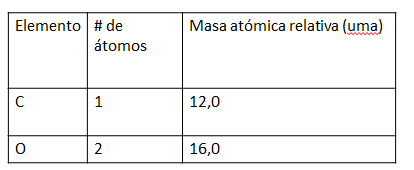 Elemento # de átomos Masa atómica relativa (uma)
C 1 12,0
O 2 16,0